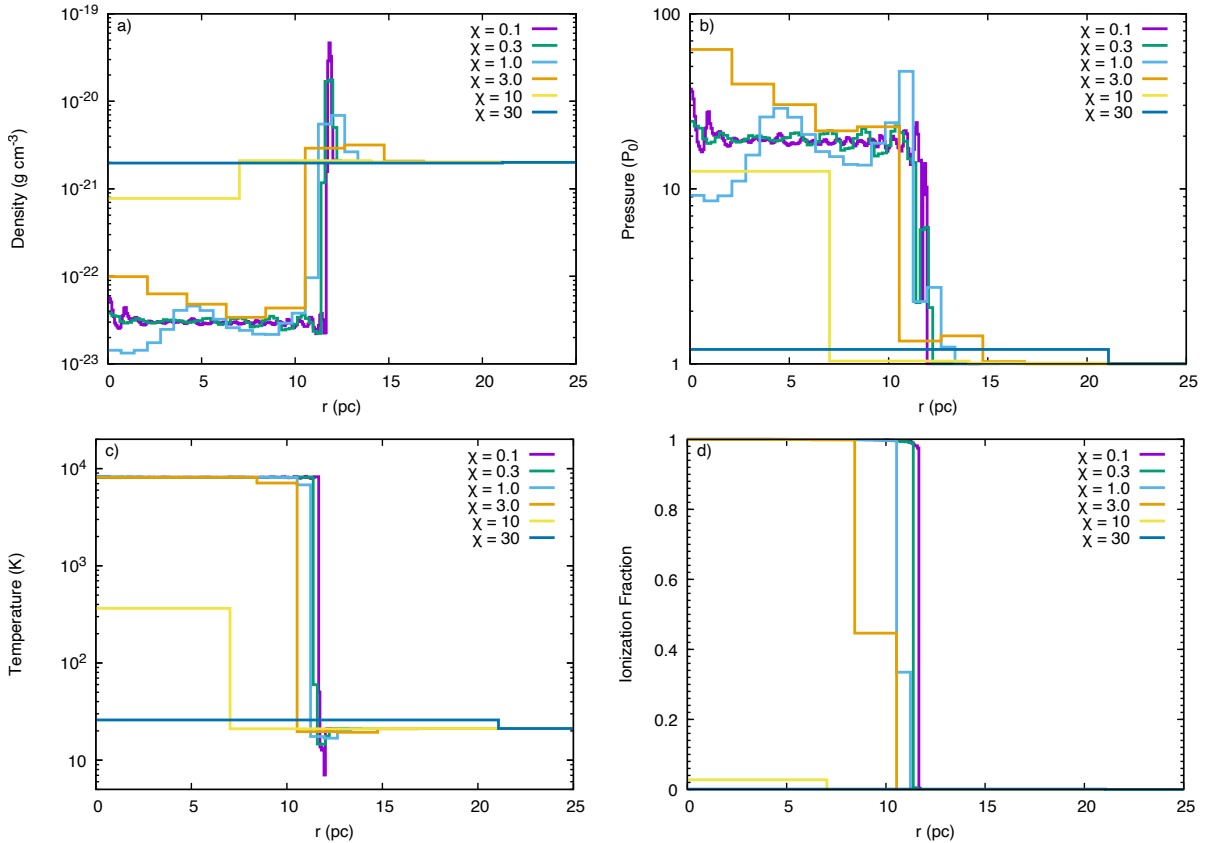 a)
10⁻¹⁹
10⁻²⁰
10⁻²¹
10⁻²²
10⁻²³
Density (g cm⁻³)
0 5 10 15 20 25
r (pc)
χ = 0.1
χ = 0.3
χ = 1.0
χ = 3.0
χ = 10
χ = 30
b)
100
10
1
Pressure (P₀)
0 5 10 15 20 25
r (pc)
χ = 0.1
χ = 0.3
χ = 1.0
χ = 3.0
χ = 10
χ = 30
c)
10⁴
10³
10²
10
Temperature (K)
0 5 10 15 20 25
r (pc)
χ = 0.1
χ = 0.3
χ = 1.0
χ = 3.0
χ = 10
χ = 30
d)
1
0.8
0.6
0.4
0.2
0
Ionization Fraction
0 5 10 15 20 25
r (pc)
χ = 0.1
χ = 0.3
χ = 1.0
χ = 3.0
χ = 10
χ = 30